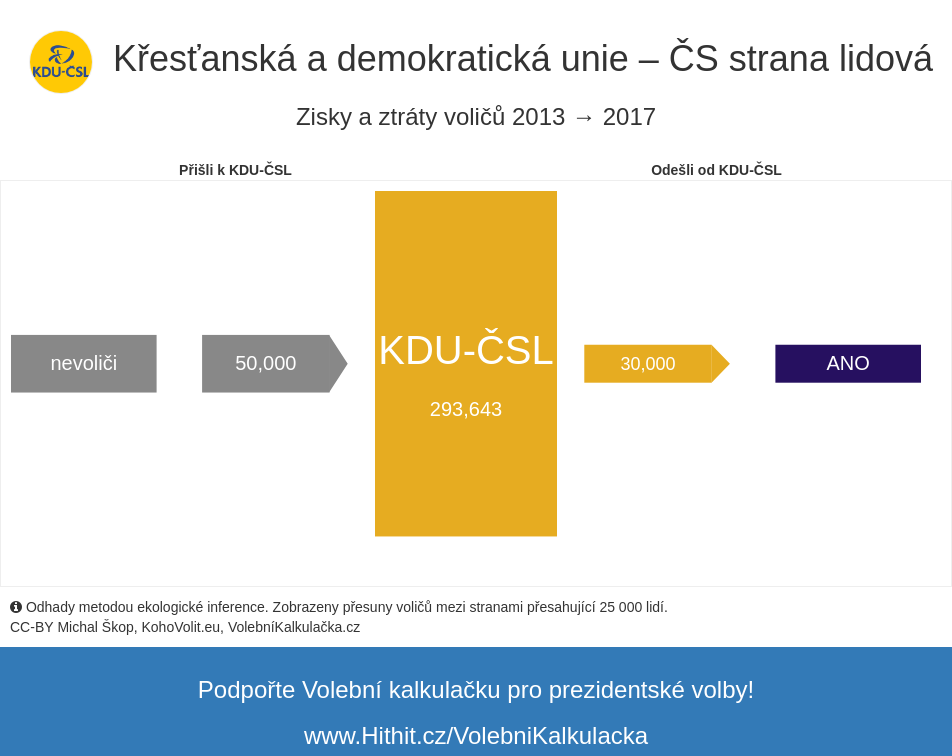 KDU-ČSL
Křesťanská a demokratická unie – ČS strana lidová
Zisky a ztráty voličů 2013 → 2017
Přišli k KDU-ČSL
Odešli od KDU-ČSL
nevoliči
50,000
KDU-ČSL
293,643
30,000
ANO
Odhady metodou ekologické inference. Zobrazeny přesuny voličů mezi stranami přesahující 25 000 lidí.
CC-BY Michal Škop, KohoVolit.eu, VolebníKalkulačka.cz
Podpořte Volební kalkulačku pro prezidentské volby!
www.Hithit.cz/VolebniKalkulacka